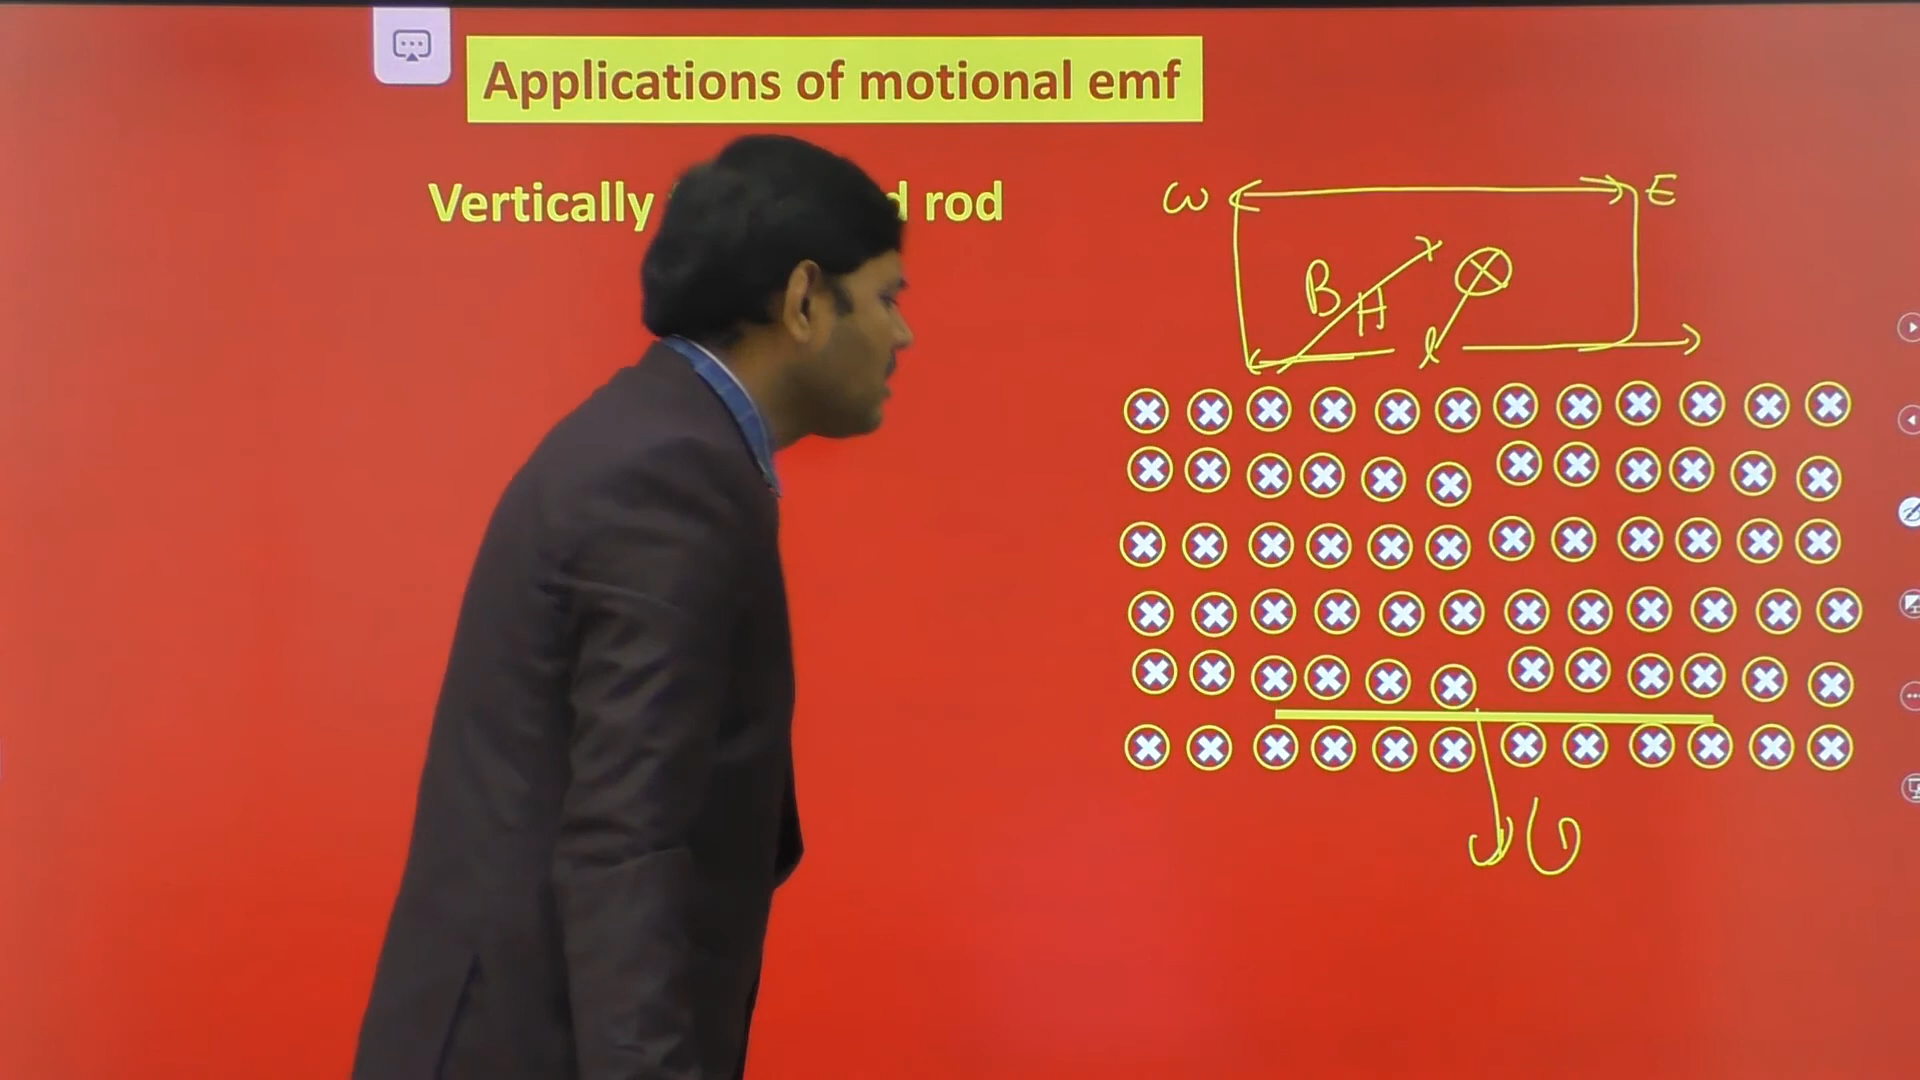 Applications of motional emf
Vertically rod
W E
B H
l